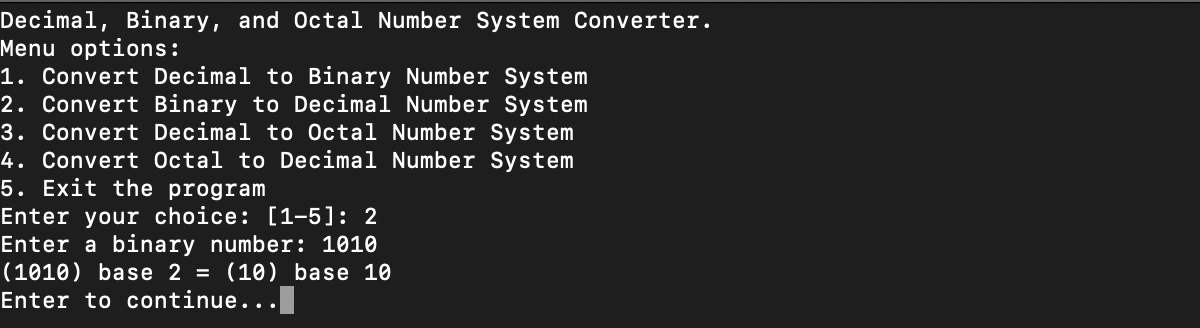 Decimal, Binary, and Octal Number System Converter.
Menu options:
1. Convert Decimal to Binary Number System
2. Convert Binary to Decimal Number System
3. Convert Decimal to Octal Number System
4. Convert Octal to Decimal Number System
5. Exit the program
Enter your choice: [1-5]: 2
Enter a binary number: 1010
(1010) base 2 = (10) base 10
Enter to continue...